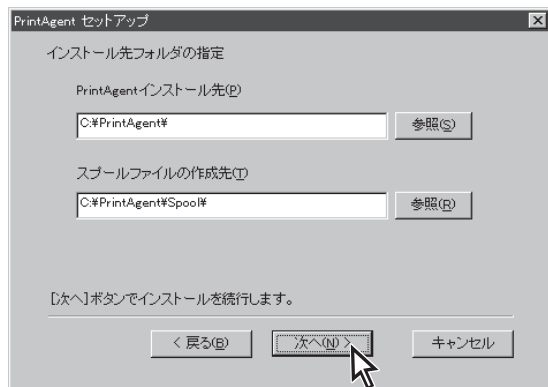 PrintAgent セットアップ
インストール先フォルダの指定
PrintAgentインストール先(P)
C:¥PrintAgent¥
参照(S)
スプールファイルの作成先(T)
C:¥PrintAgent¥Spool¥
参照(R)
[次へ]ボタンでインストールを続行します。
< 戻る(B) 次へ(N) > キャンセル